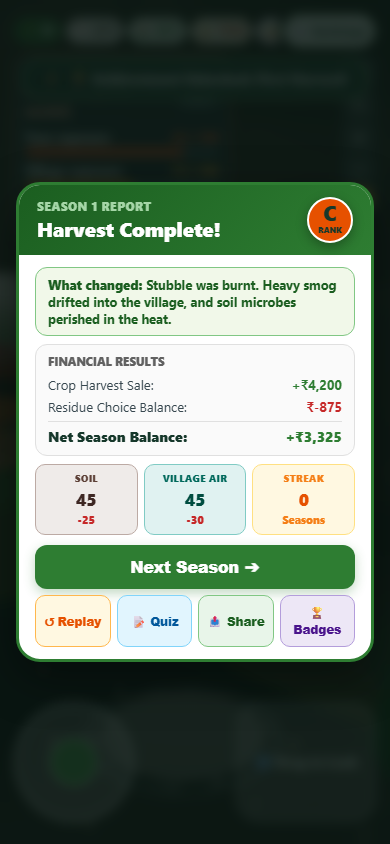 SEASON 1 REPORT
Harvest Complete!
C
RANK
What changed: Stubble was burnt. Heavy smog
drifted into the village, and soil microbes
perished in the heat.
FINANCIAL RESULTS
Crop Harvest Sale: +₹4,200
Residue Choice Balance: ₹-875
Net Season Balance: +₹3,325
SOIL
45
-25
VILLAGE AIR
45
-30
STREAK
0
Seasons
Next Season ➔
↺ Replay
Quiz
Share
Badges